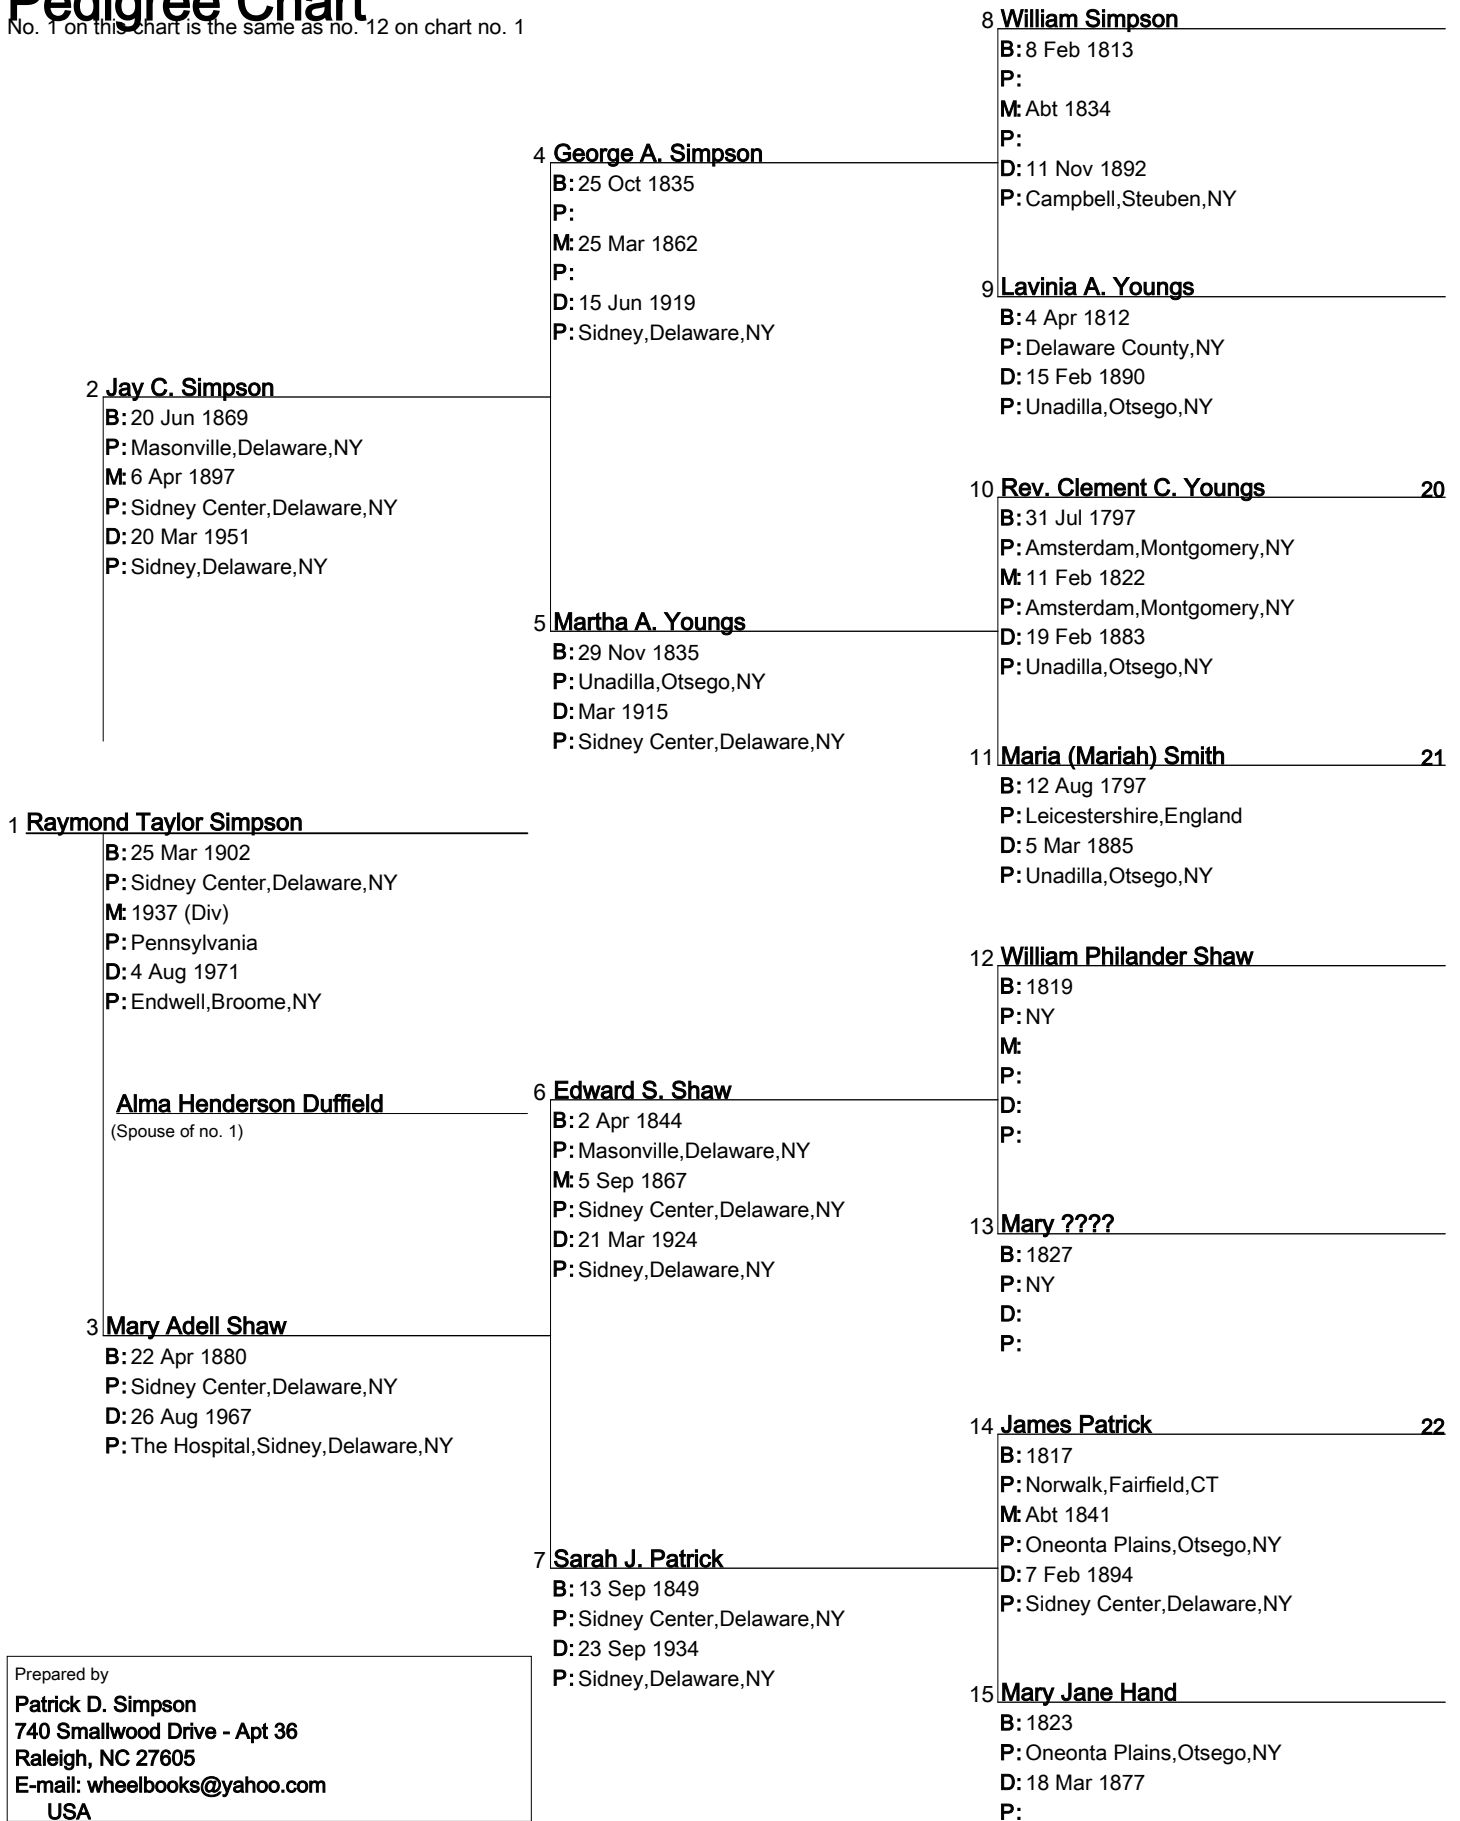 Pedigree Chart
No. 1 on this chart is the same as no. 12 on chart no. 1
8 William Simpson
B: 8 Feb 1813
P:
M: Abt 1834
P:
D: 11 Nov 1892
P: Campbell,Steuben,NY
4 George A. Simpson
B: 25 Oct 1835
P:
M: 25 Mar 1862
P:
D: 15 Jun 1919
P: Sidney,Delaware,NY
9 Lavinia A. Youngs
B: 4 Apr 1812
P: Delaware County,NY
D: 15 Feb 1890
P: Unadilla,Otsego,NY
2 Jay C. Simpson
B: 20 Jun 1869
P: Masonville,Delaware,NY
M: 6 Apr 1897
P: Sidney Center,Delaware,NY
D: 20 Mar 1951
P: Sidney,Delaware,NY
10 Rev. Clement C. Youngs 20
B: 31 Jul 1797
P: Amsterdam,Montgomery,NY
M: 11 Feb 1822
P: Amsterdam,Montgomery,NY
D: 19 Feb 1883
P: Unadilla,Otsego,NY
5 Martha A. Youngs
B: 29 Nov 1835
P: Unadilla,Otsego,NY
D: Mar 1915
P: Sidney Center,Delaware,NY
11 Maria (Mariah) Smith 21
B: 12 Aug 1797
P: Leicestershire,England
D: 5 Mar 1885
P: Unadilla,Otsego,NY
1 Raymond Taylor Simpson
B: 25 Mar 1902
P: Sidney Center,Delaware,NY
M: 1937 (Div)
P: Pennsylvania
D: 4 Aug 1971
P: Endwell,Broome,NY
12 William Philander Shaw
B: 1819
P: NY
M:
P:
D:
P:
Alma Henderson Duffield
(Spouse of no. 1)
6 Edward S. Shaw
B: 2 Apr 1844
P: Masonville,Delaware,NY
M: 5 Sep 1867
P: Sidney Center,Delaware,NY
D: 21 Mar 1924
P: Sidney,Delaware,NY
13 Mary ????
B: 1827
P: NY
D:
P:
3 Mary Adell Shaw
B: 22 Apr 1880
P: Sidney Center,Delaware,NY
D: 26 Aug 1967
P: The Hospital,Sidney,Delaware,NY
14 James Patrick 22
B: 1817
P: Norwalk,Fairfield,CT
M: Abt 1841
P: Oneonta Plains,Otsego,NY
D: 7 Feb 1894
P: Sidney Center,Delaware,NY
7 Sarah J. Patrick
B: 13 Sep 1849
P: Sidney Center,Delaware,NY
D: 23 Sep 1934
P: Sidney,Delaware,NY
15 Mary Jane Hand
B: 1823
P: Oneonta Plains,Otsego,NY
D: 18 Mar 1877
P:
Prepared by
Patrick D. Simpson
740 Smallwood Drive - Apt 36
Raleigh, NC 27605
E-mail: wheelbooks@yahoo.com
USA